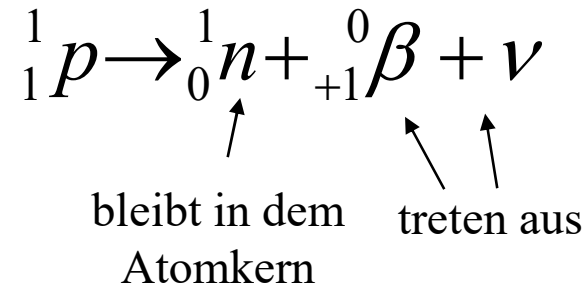 ¹₁p→¹₀n+⁰₊₁β+ν
bleibt in dem treten aus
Atomkern